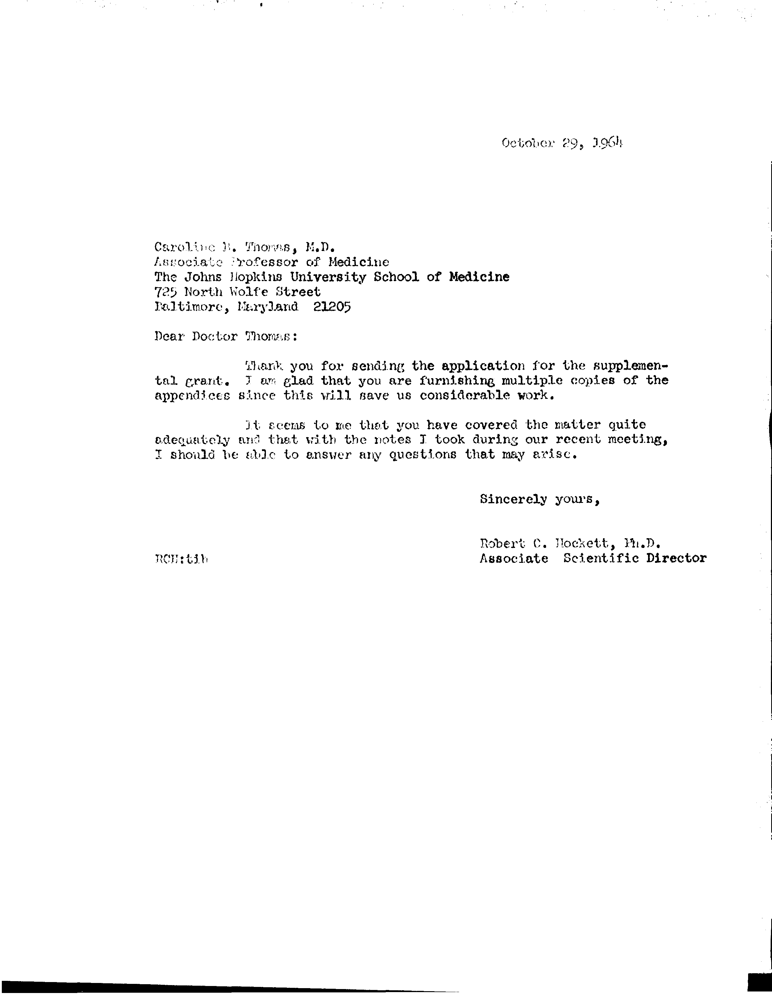 October 29, 1964
Caroline B. Thomas, M.D.
Associate Professor of Medicine
The Johns Hopkins University School of Medicine
725 North Wolfe Street
Baltimore, Maryland 21205
Dear Doctor Thomas:
Thank you for sending the application for the supplemen-
tal grant. I am glad that you are furnishing multiple copies of the
appendices since this will save us considerable work.
It seems to me that you have covered the matter quite
adequately and that with the notes I took during our recent meeting,
I should be able to answer any questions that may arise.
Sincerely yours,
Robert C. Hockett, Ph.D.
Associate Scientific Director
RCH:tib